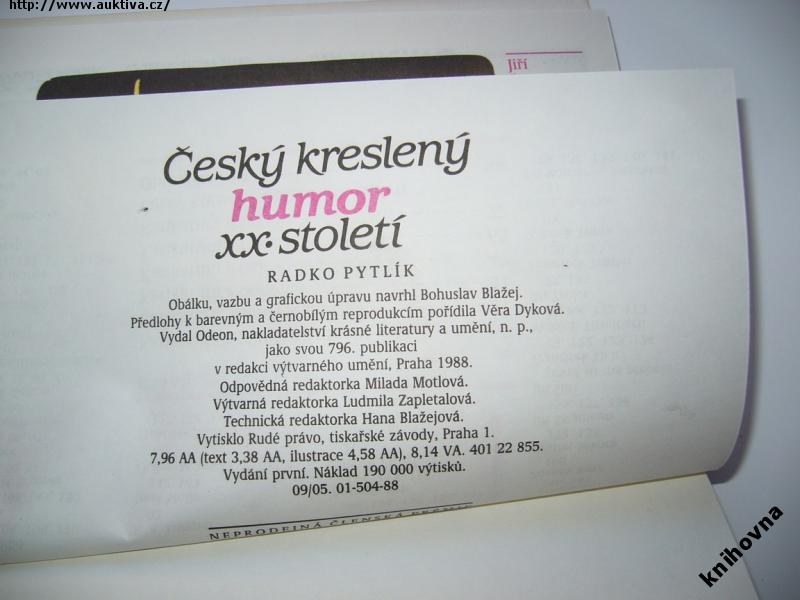 http://www.auktiva.cz/
Jiří
Český kreslený
humor
xx. století
RADKO PYTLÍK
Obálku, vazbu a grafickou úpravu navrhl Bohuslav Blažej.
Předlohy k barevným a černobílým reprodukcím pořídila Věra Dyková.
Vydal Odeon, nakladatelství krásné literatury a umění, n. p.,
jako svou 796. publikaci
v redakci výtvarného umění, Praha 1988.
Odpovědná redaktorka Milada Motlová.
Výtvarná redaktorka Ludmila Zapletalová.
Technická redaktorka Hana Blažejová.
Vytisklo Rudé právo, tiskařské závody, Praha 1.
7,96 AA (text 3,38 AA, ilustrace 4,58 AA), 8,14 VA. 401 22 855.
Vydání první. Náklad 190 000 výtisků.
09/05. 01-504-88
NEPRODEJNÁ ČLENSKÁ PRÉMIE
knihovna